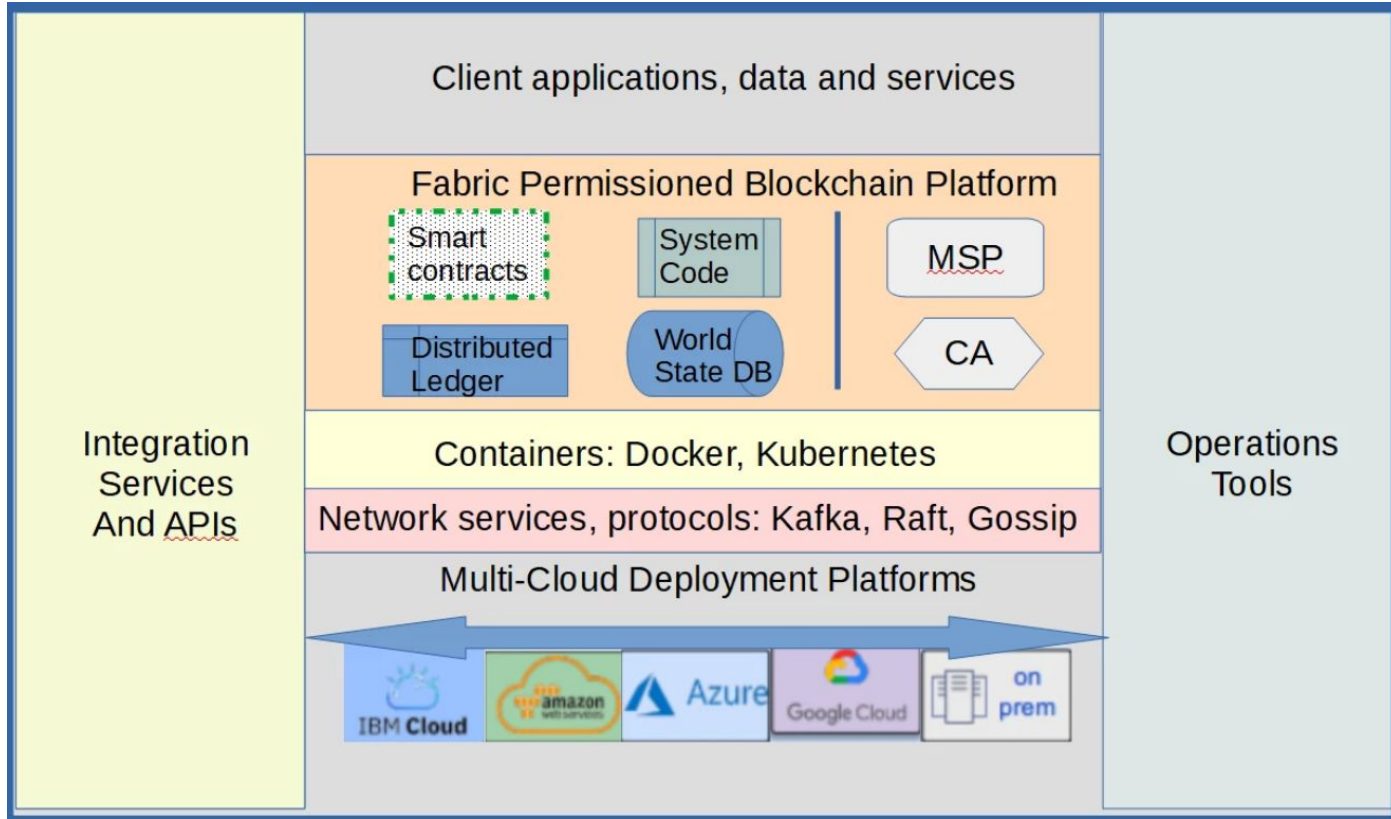 Client applications, data and services
Fabric Permissioned Blockchain Platform
Smart
contracts
System
Code
MSP
Distributed
Ledger
World
State DB
CA
Integration
Services
And APIs
Containers: Docker, Kubernetes
Operations
Tools
Network services, protocols: Kafka, Raft, Gossip
Multi-Cloud Deployment Platforms
IBM Cloud
amazon
web services
Azure
Google Cloud
on
prem